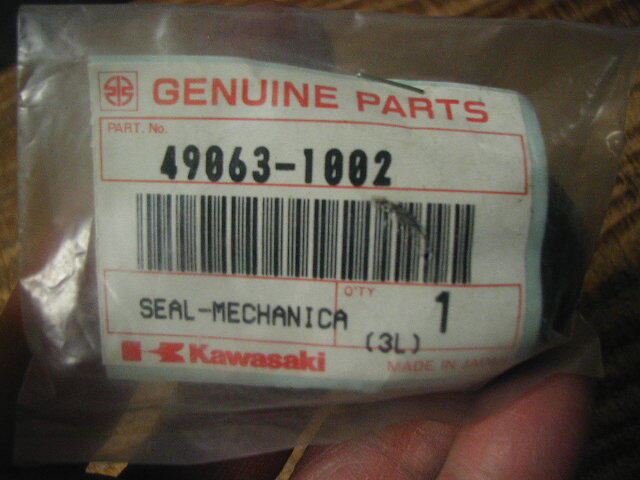 GENUINE PARTS
PART. No.
49063-1002
SEAL-MECHANICA
Q'TY
1
(3L)
Kawasaki
MADE IN JAPAN